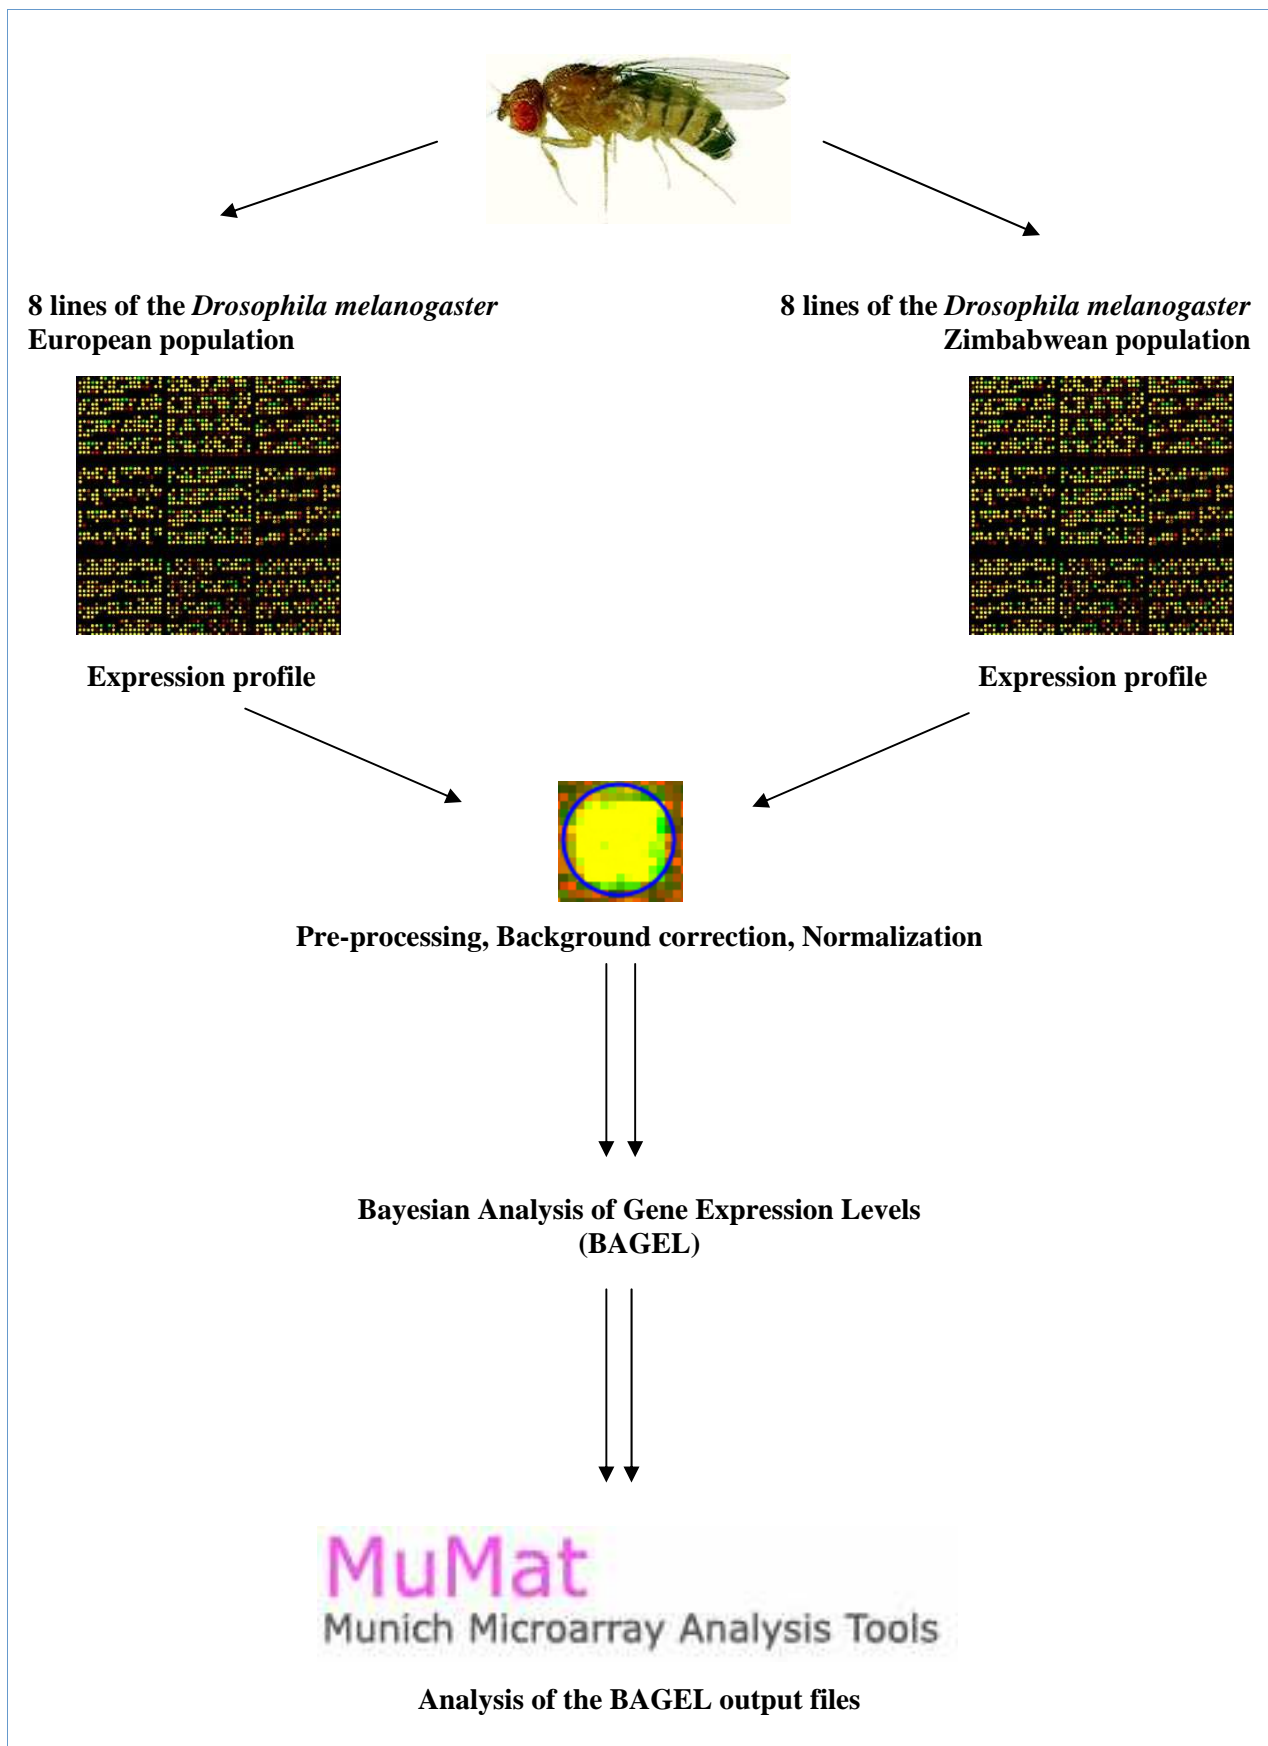 8 lines of the Drosophila melanogaster
European population
8 lines of the Drosophila melanogaster
Zimbabwean population
Expression profile
Expression profile
Pre-processing, Background correction, Normalization
Bayesian Analysis of Gene Expression Levels
(BAGEL)
MuMat
Munich Microarray Analysis Tools
Analysis of the BAGEL output files